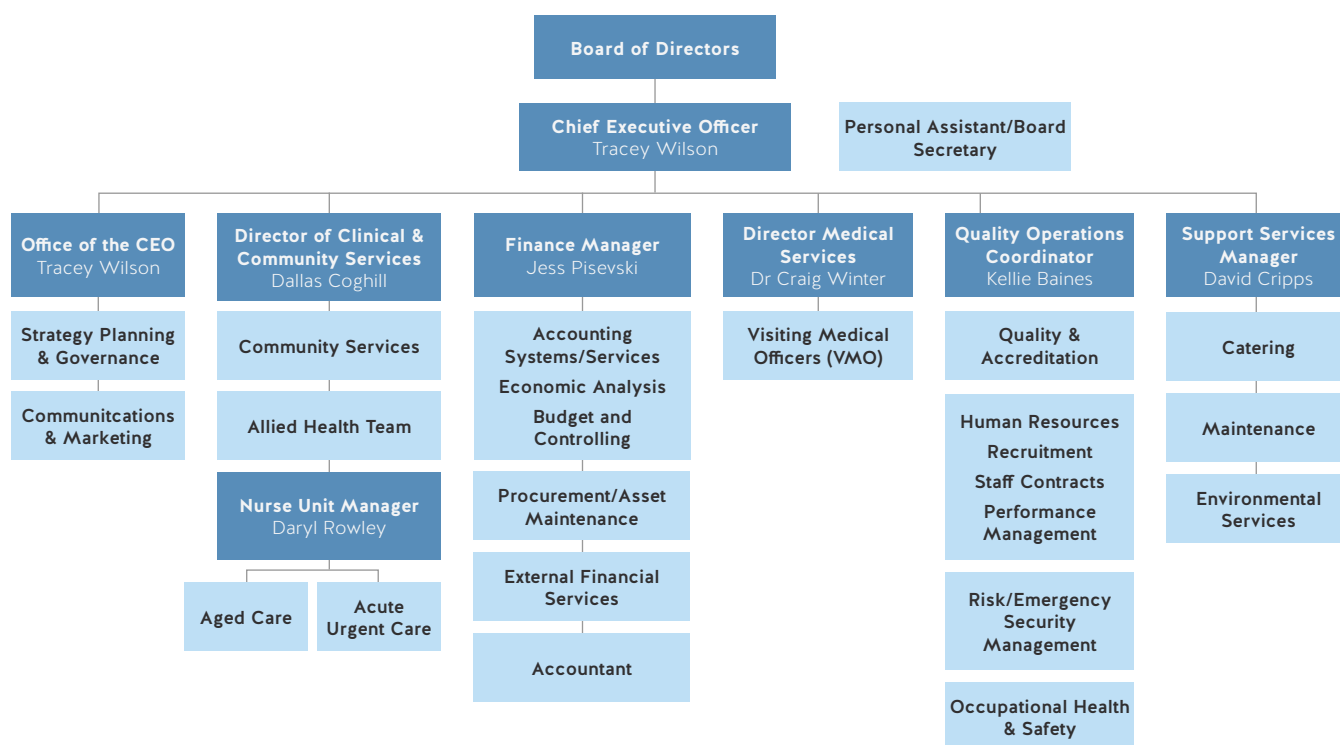 Board of Directors
Chief Executive Officer
Tracey Wilson
Personal Assistant/Board
Secretary
Office of the CEO
Tracey Wilson
Strategy Planning
& Governance
Communitcations
& Marketing
Director of Clinical &
Community Services
Dallas Coghill
Community Services
Allied Health Team
Nurse Unit Manager
Daryl Rowley
Aged Care
Acute
Urgent Care
Finance Manager
Jess Pisevski
Accounting
Systems/Services
Economic Analysis
Budget and
Controlling
Procurement/Asset
Maintenance
External Financial
Services
Accountant
Director Medical
Services
Dr Craig Winter
Visiting Medical
Officers (VMO)
Quality Operations
Coordinator
Kellie Baines
Quality &
Accreditation
Human Resources
Recruitment
Staff Contracts
Performance
Management
Risk/Emergency
Security
Management
Occupational Health
& Safety
Support Services
Manager
David Cripps
Catering
Maintenance
Environmental
Services